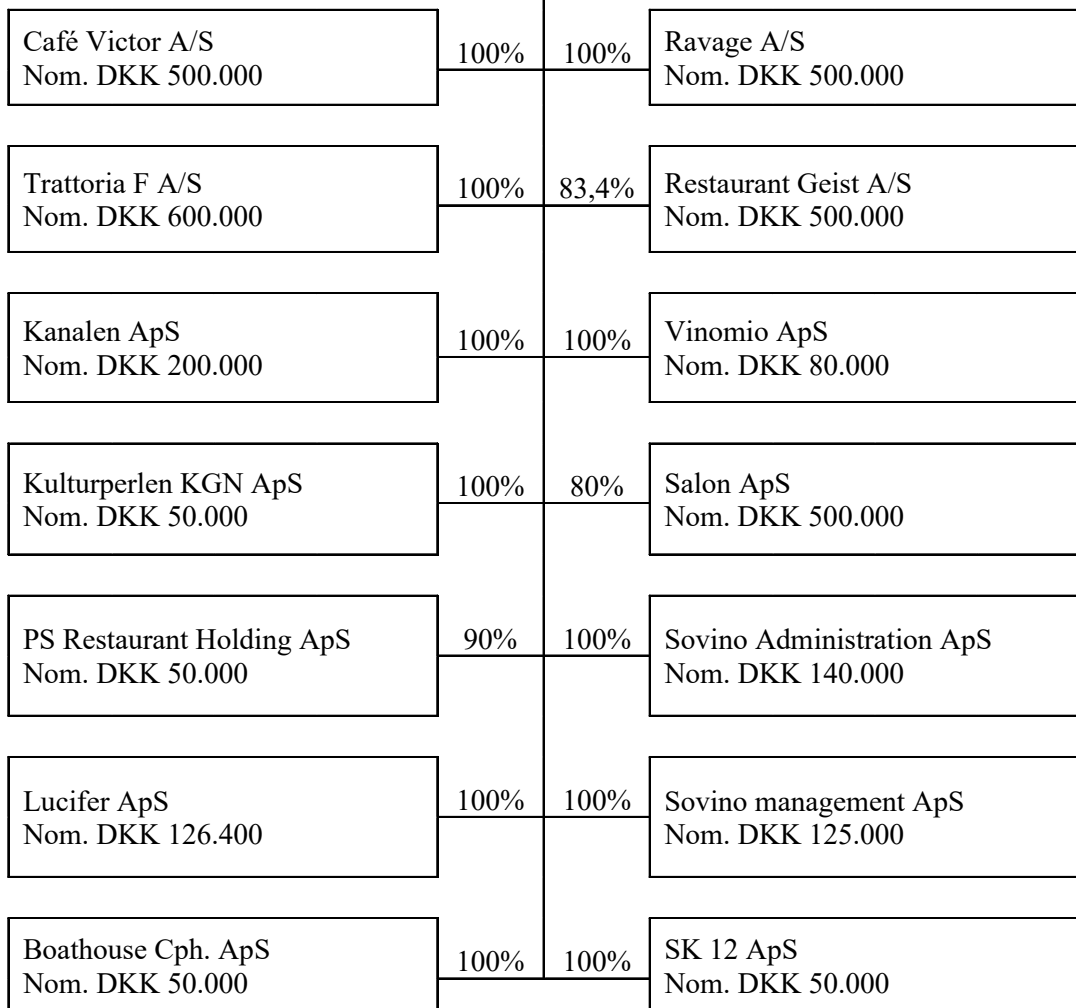 Café Victor A/S
Nom. DKK 500.000
100%
100%
Ravage A/S
Nom. DKK 500.000
Trattoria F A/S
Nom. DKK 600.000
100%
83,4%
Restaurant Geist A/S
Nom. DKK 500.000
Kanalen ApS
Nom. DKK 200.000
100%
100%
Vinomio ApS
Nom. DKK 80.000
Kulturperlen KGN ApS
Nom. DKK 50.000
100%
80%
Salon ApS
Nom. DKK 500.000
PS Restaurant Holding ApS
Nom. DKK 50.000
90%
100%
Sovino Administration ApS
Nom. DKK 140.000
Lucifer ApS
Nom. DKK 126.400
100%
100%
Sovino management ApS
Nom. DKK 125.000
Boathouse Cph. ApS
Nom. DKK 50.000
100%
100%
SK 12 ApS
Nom. DKK 50.000